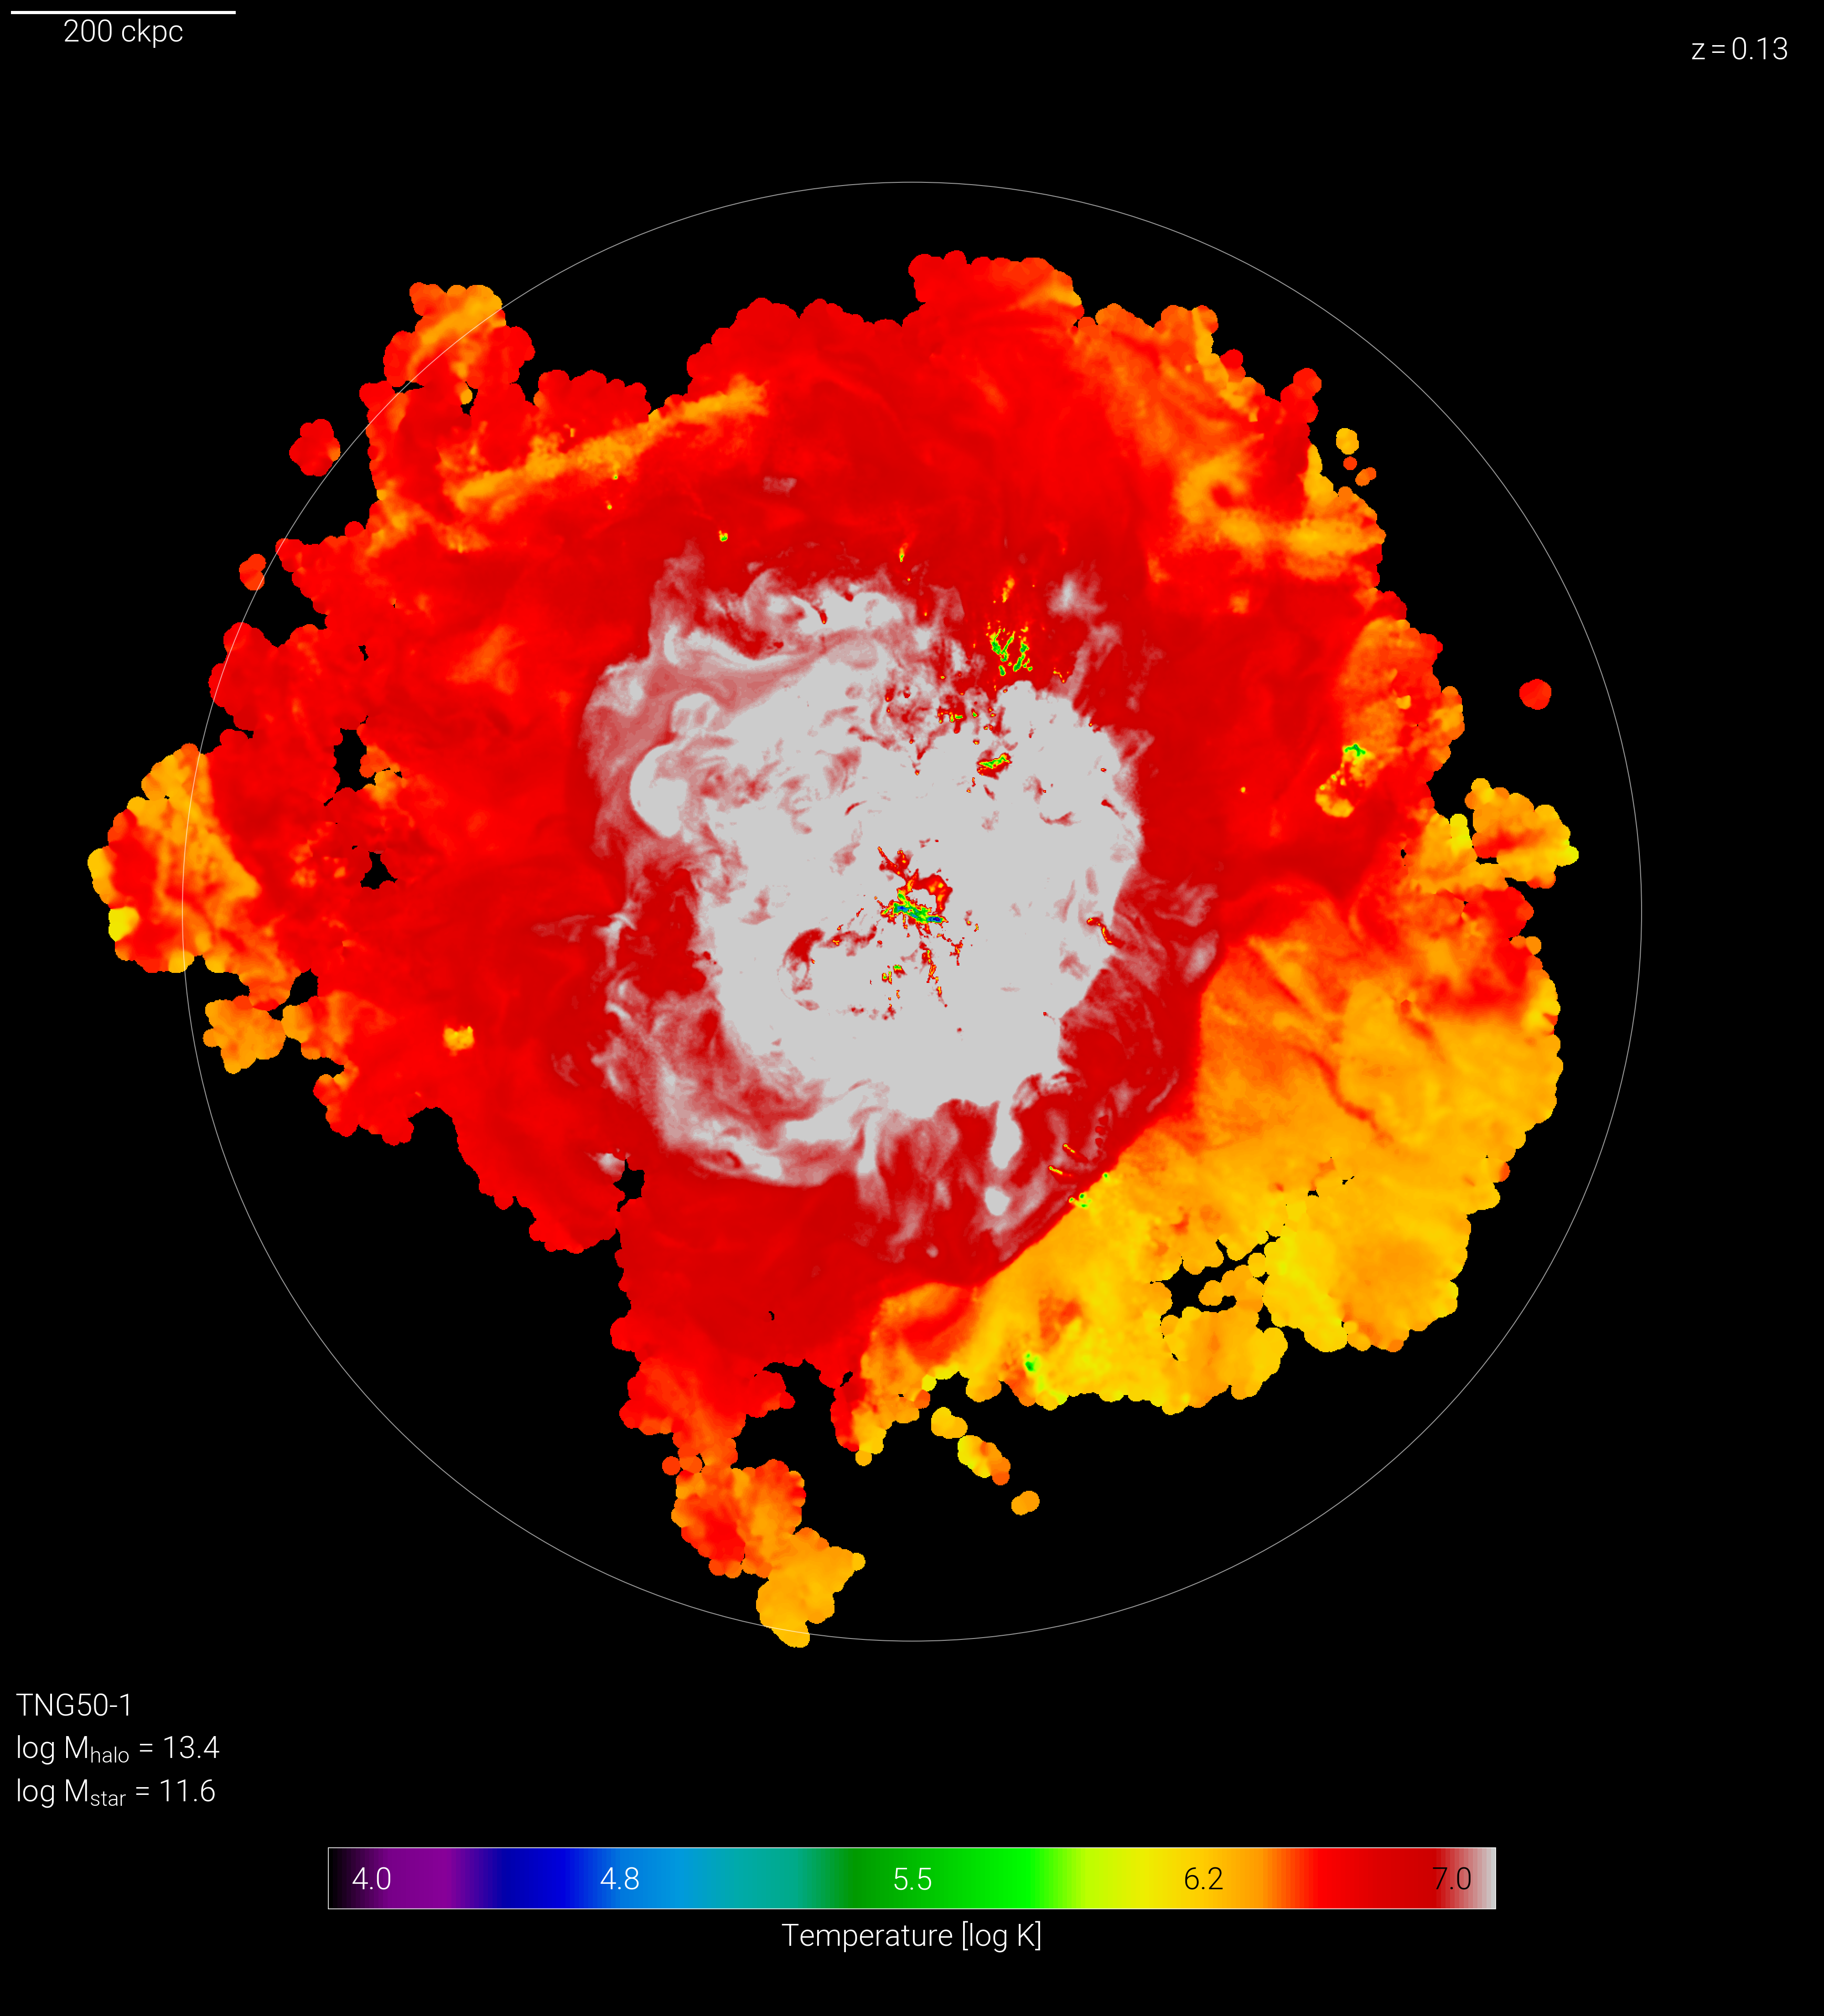 200 ckpc
z = 0.13
TNG50-1
log Mhalo = 13.4
log Mstar = 11.6
4.0 4.8 5.5 6.2 7.0
Temperature [log K]